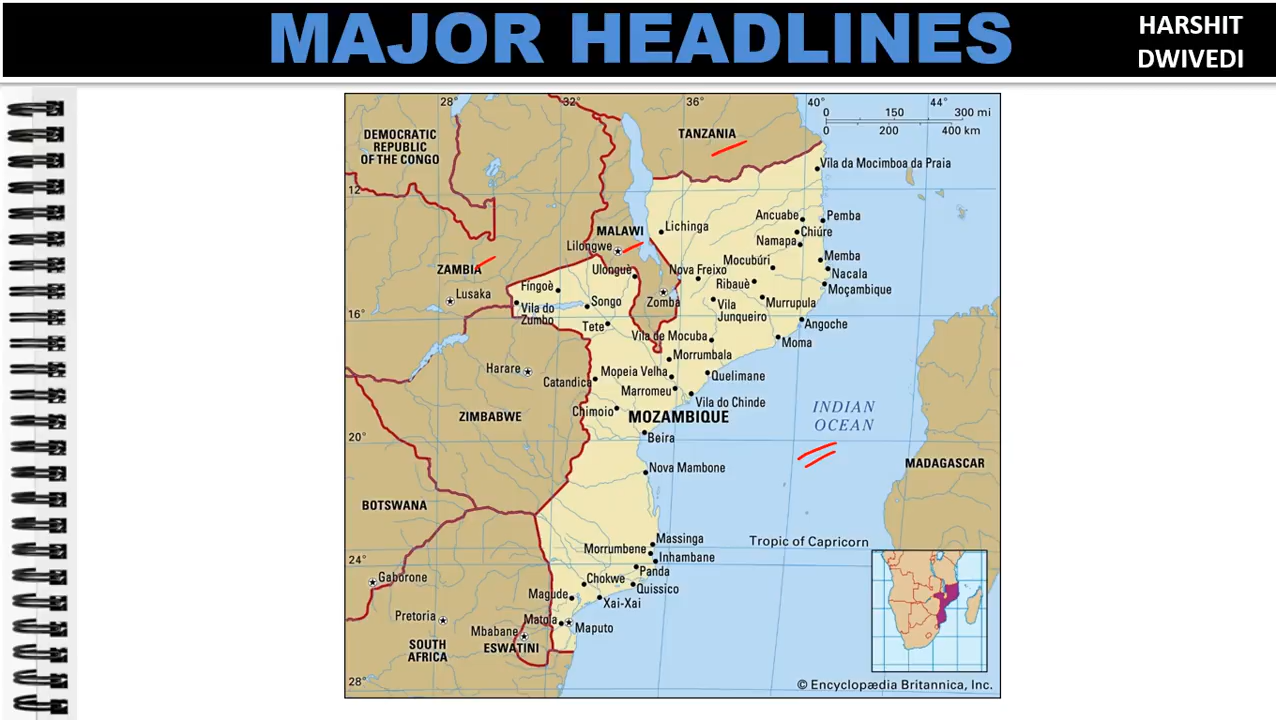 MAJOR HEADLINES
HARSHIT
DWIVEDI
28°
32°
36°
40°
44°
0 150 300 mi
0 200 400 km
DEMOCRATIC
REPUBLIC
OF THE CONGO
TANZANIA
Vila da Mocimboa da Praia
12
Ancuabe
Pemba
MALAWI
Lichinga
Chiúre
Namapa
Lilongwe
Mocubúri
Memba
ZAMBIA
Ulonguè
Nova Freixo
Nacala
Ribauè
Moçambique
Fíngoè
Lusaka
Songo
Zomba
Vila
Junqueiro
Murrupula
Vila do
Zumbo
16°
Tete
Angoche
Vila de Mocuba
Moma
Morrumbala
Harare
Mopeia Velha
Quelimane
Catandica
Marromeu
Vila do Chinde
Chimoio
MOZAMBIQUE
INDIAN
OCEAN
ZIMBABWE
20°
Beira
MADAGASCAR
Nova Mambone
BOTSWANA
Massinga
Tropic of Capricorn
Morrumbene
Inhambane
24°
Panda
Gaborone
Chokwe
Quissico
Magude
Xai-Xai
Pretoria
Matola
Maputo
Mbabane
SOUTH
AFRICA
ESWATINI
28°
© Encyclopædia Britannica, Inc.